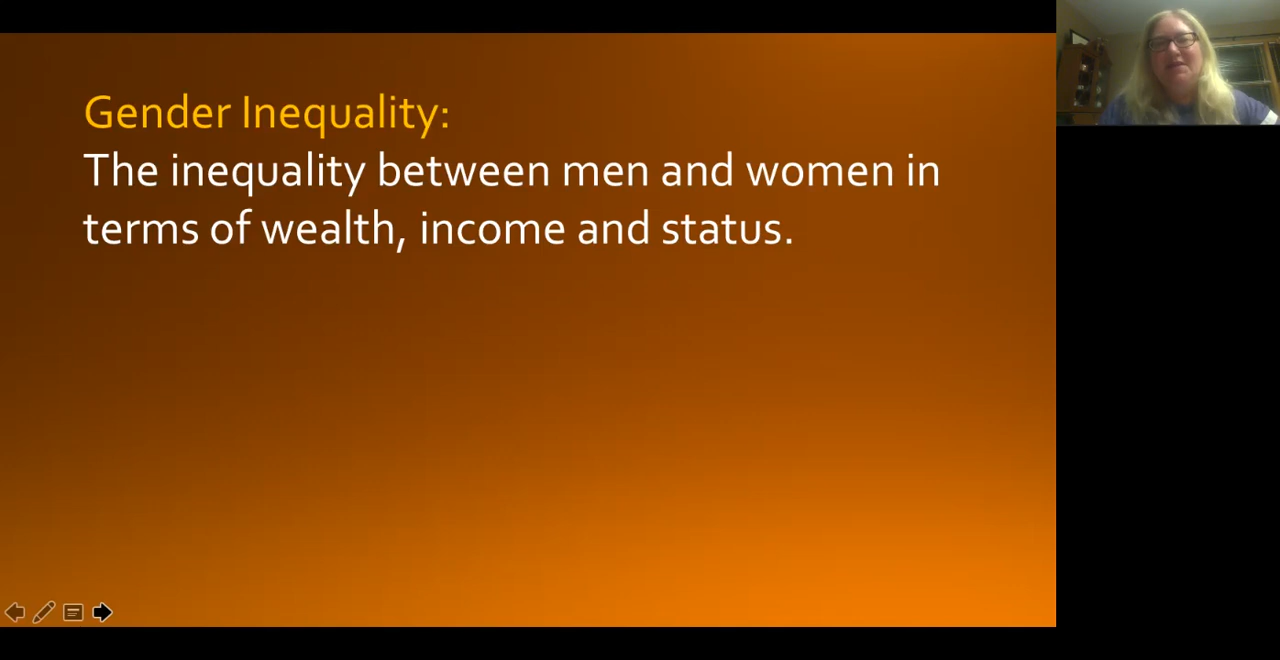 Gender Inequality:
The inequality between men and women in
terms of wealth, income and status.